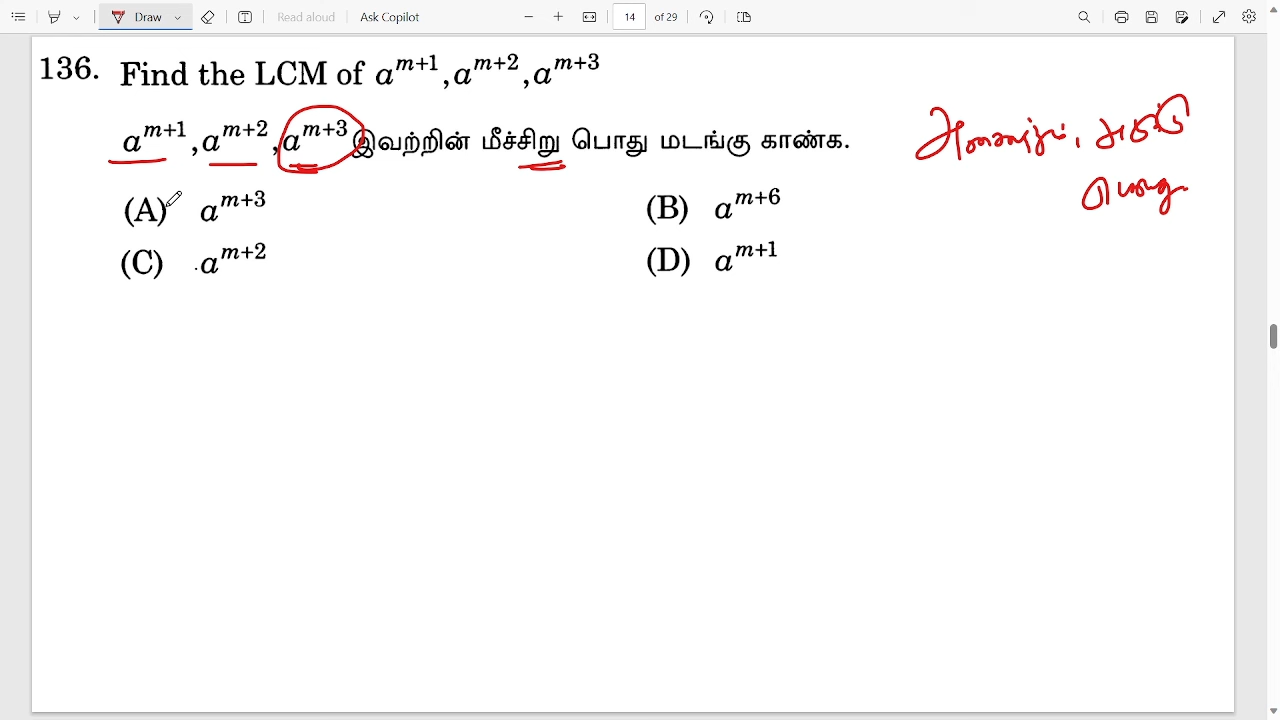 Draw Read aloud Ask Copilot 14 of 29
136. Find the LCM of a^{m+1}, a^{m+2}, a^{m+3}
a^{m+1}, a^{m+2}, a^{m+3} இவற்றின் மீச்சிறு பொது மடங்கு காண்க.
(A) a^{m+3} (B) a^{m+6}
(C) a^{m+2} (D) a^{m+1}